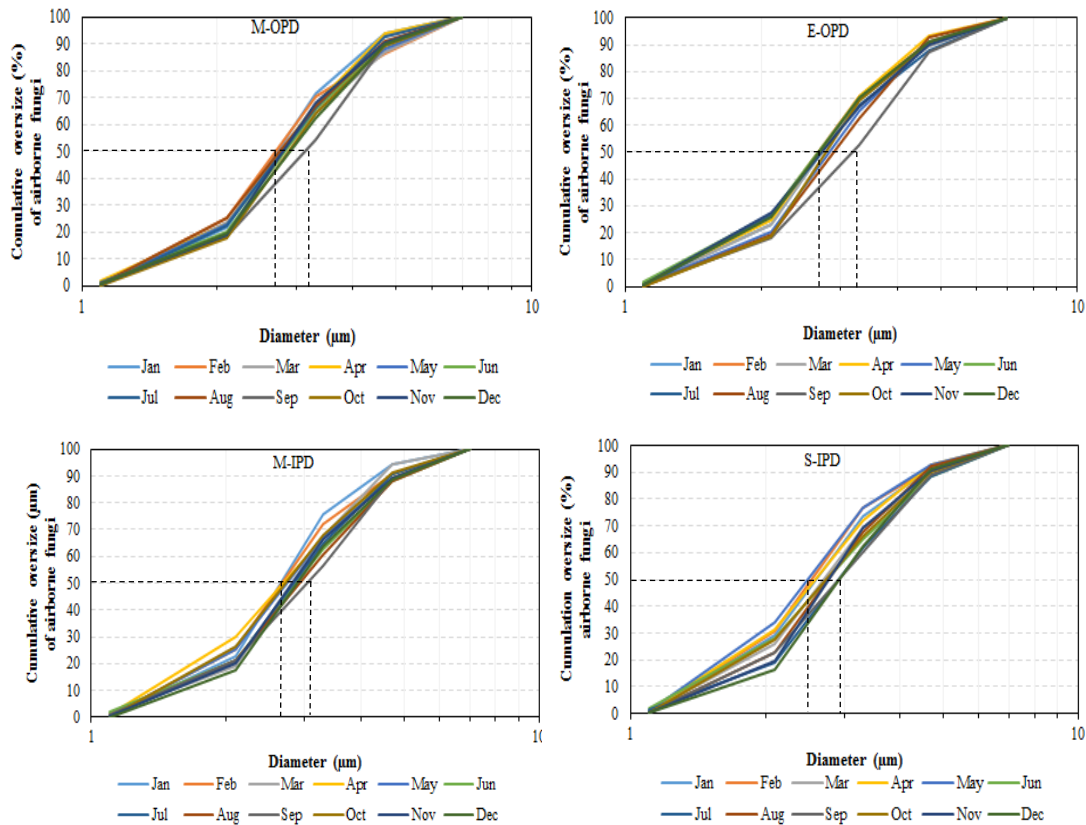 M-OPD
Comulative oversize (%)
of airborne fungi
100
90
80
70
60
50
40
30
20
10
0
1
10
Diameter (µm)
Jan Feb Mar Apr May Jun
Jul Aug Sep Oct Nov Dec
E-OPD
Cumulative oversize (%)
of airborne fungi
100
90
80
70
60
50
40
30
20
10
0
1
10
Diameter (µm)
Jan Feb Mar Apr May Jun
Jul Aug Sep Oct Nov Dec
M-IPD
Cumulative oversize (µm)
of airborne fungi
100
90
80
70
60
50
40
30
20
10
0
1
10
Diameter (µm)
Jan Feb Mar Apr May Jun
Jul Aug Sep Oct Nov Dec
S-IPD
Cumulation oversize (%)
airborne fungi
100
90
80
70
60
50
40
30
20
10
0
1
10
Diameter (µm)
Jan Feb Mar Apr May Jun
Jul Aug Sep Oct Nov Dec